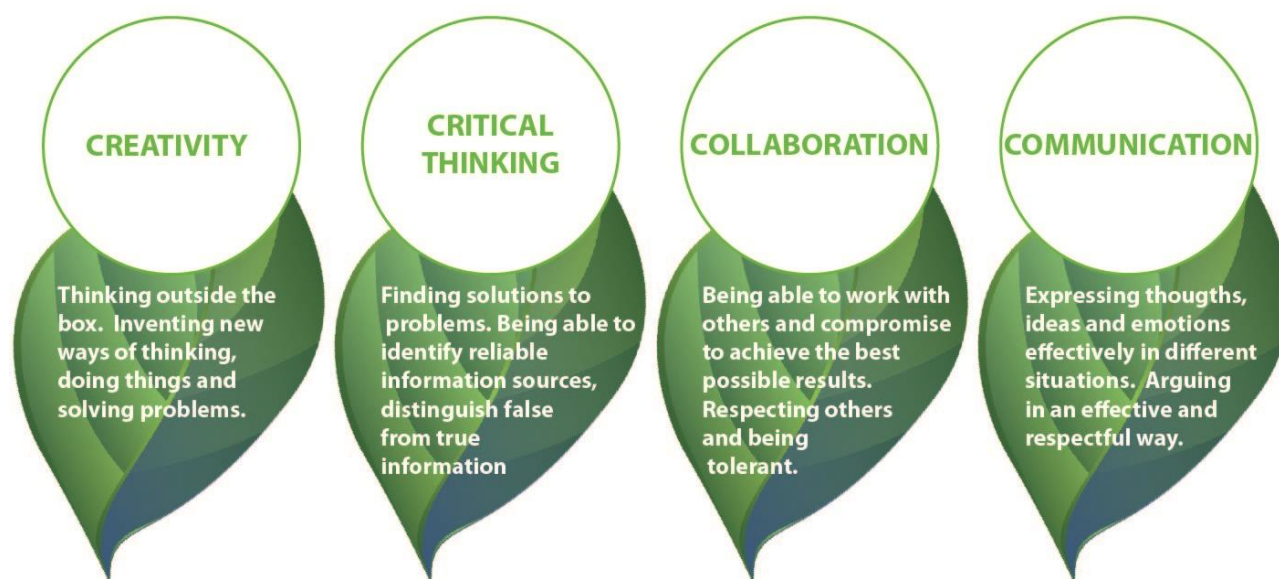 CREATIVITY
Thinking outside the
box. Inventing new
ways of thinking,
doing things and
solving problems.
CRITICAL
THINKING
Finding solutions to
problems. Being able to
identify reliable
information sources,
distinguish false
from true
information
COLLABORATION
Being able to work with
others and compromise
to achieve the best
possible results.
Respecting others
and being
tolerant.
COMMUNICATION
Expressing thougths,
ideas and emotions
effectively in different
situations. Arguing
in an effective and
respectful way.